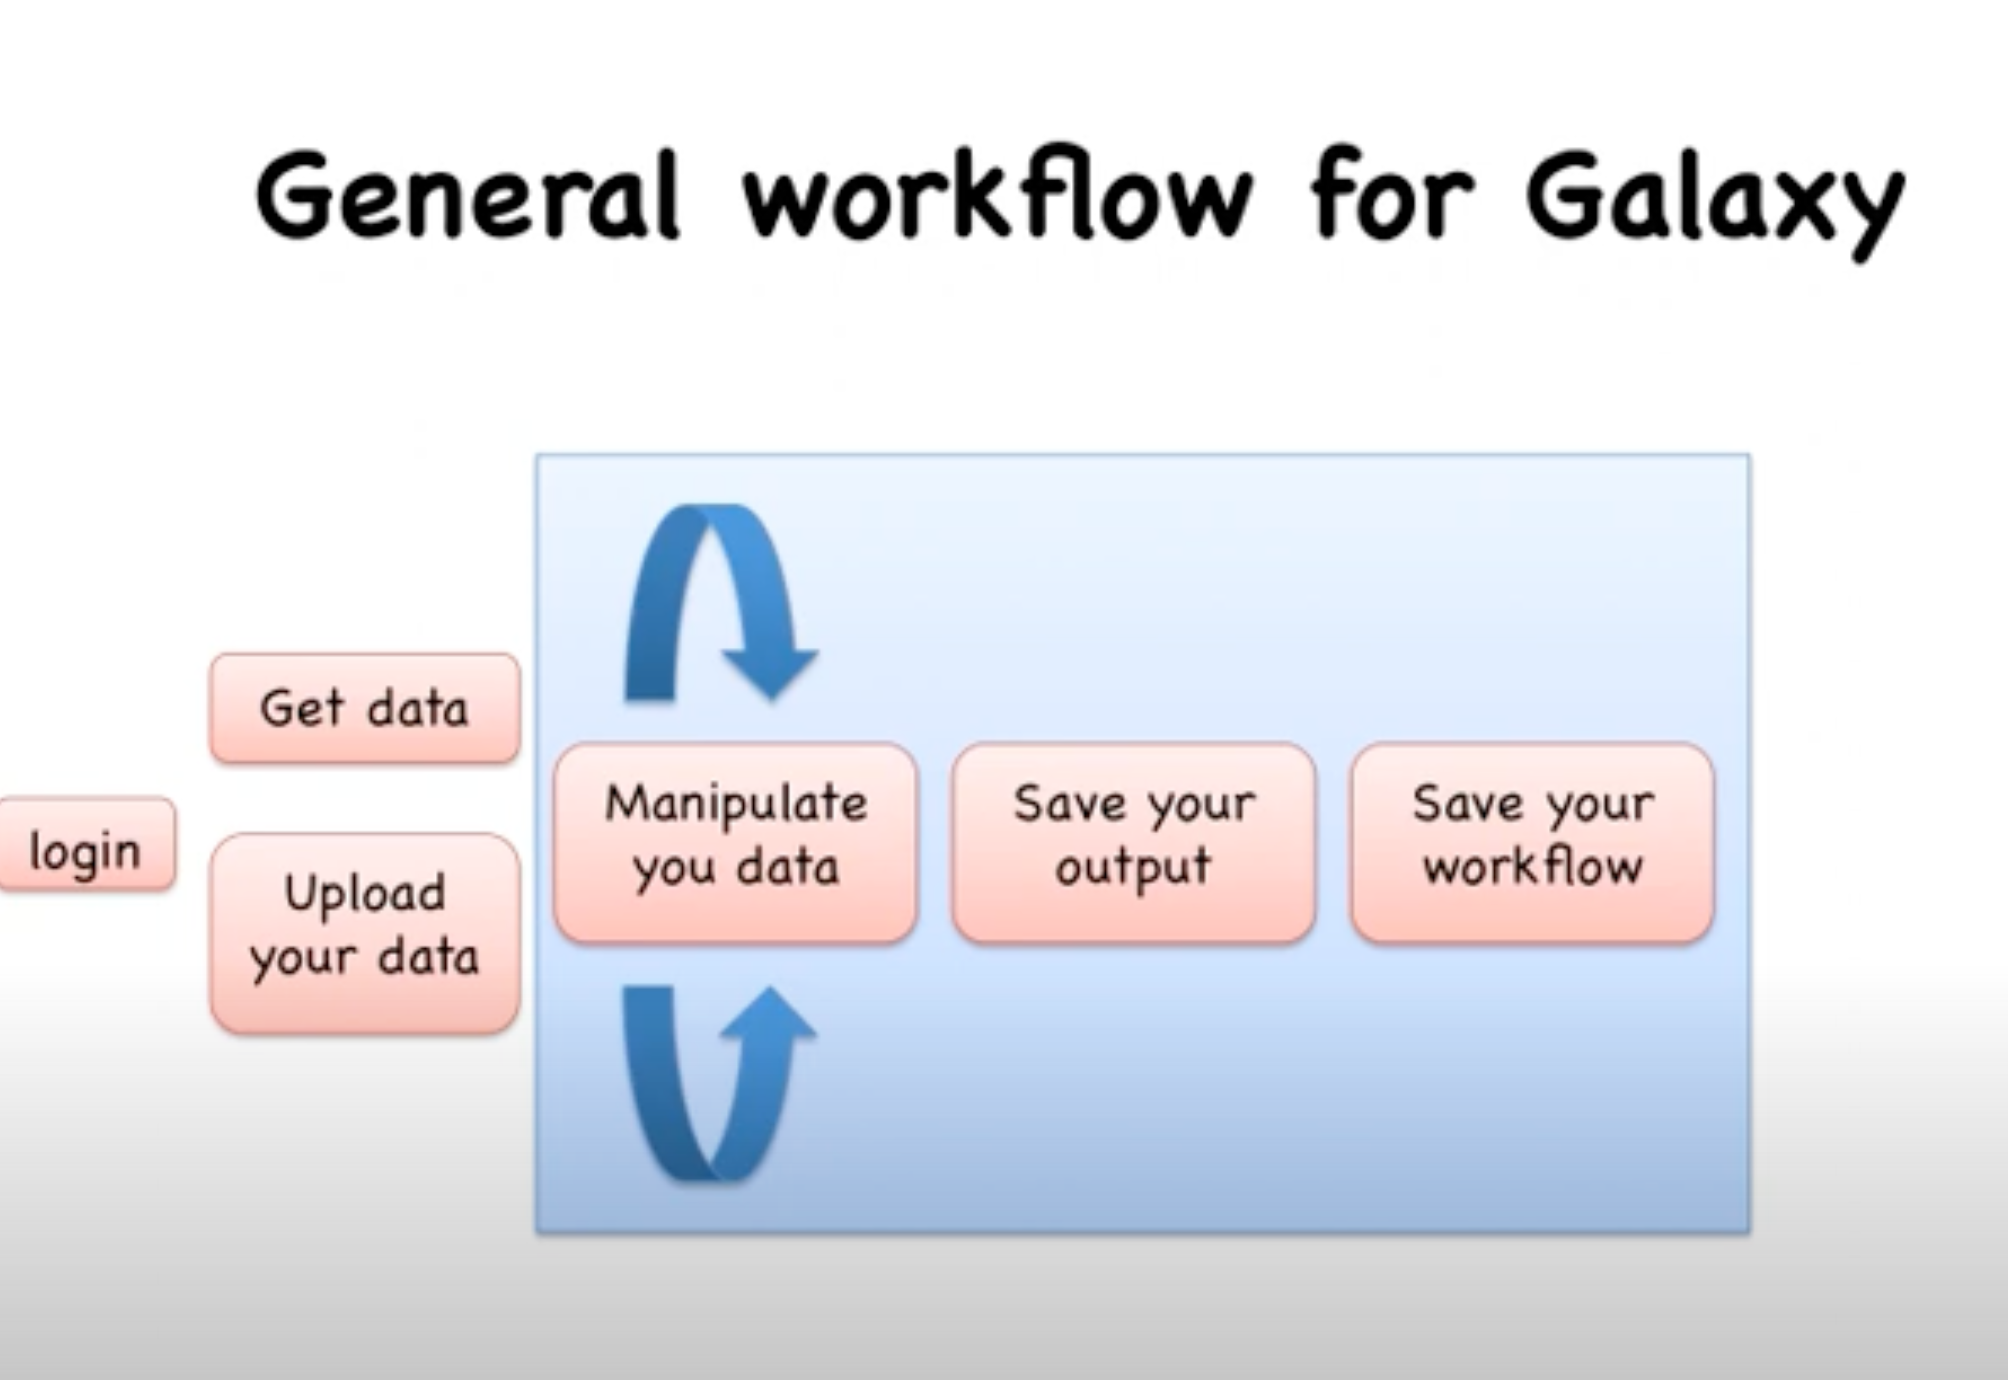 General workflow for Galaxy
login
Get data
Upload
your data
Manipulate
you data
Save your
output
Save your
workflow